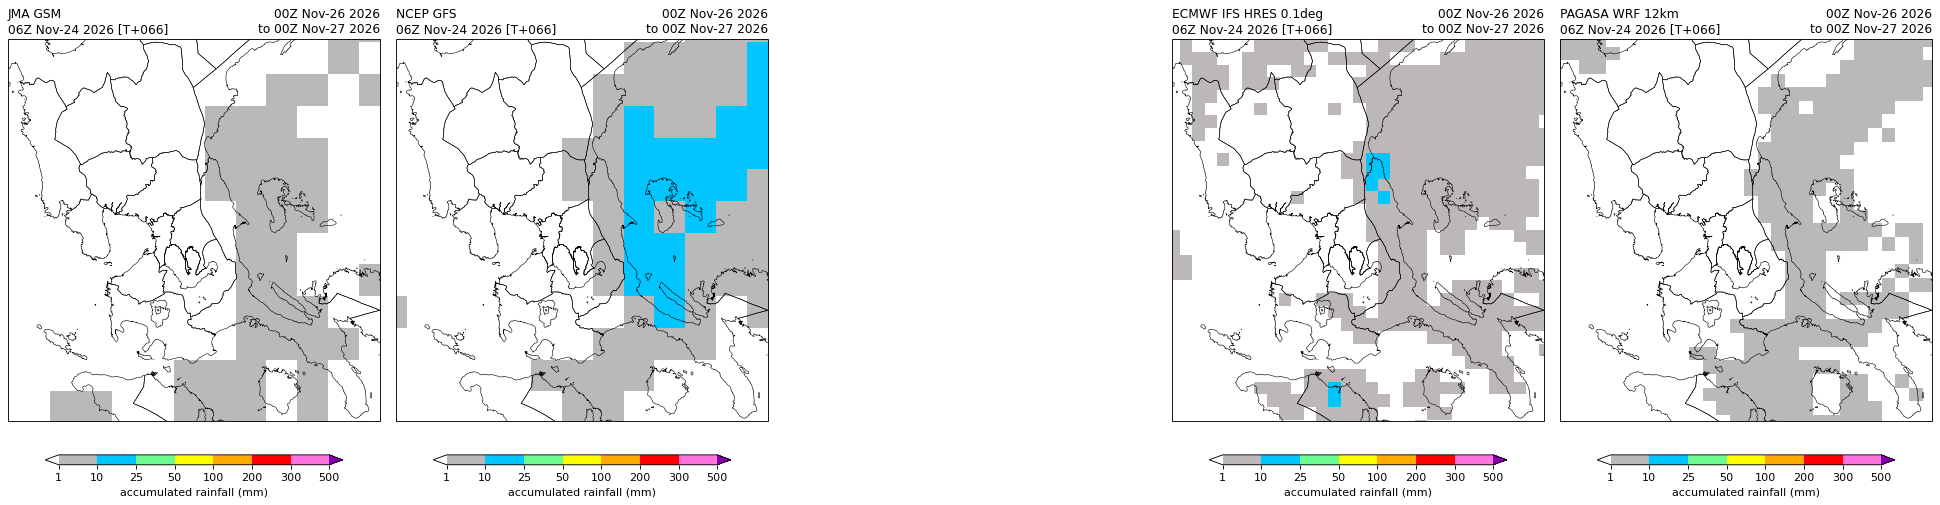 JMA GSM 00Z Nov-26 2026
06Z Nov-24 2026 [T+066] to 00Z Nov-27 2026
1 10 25 50 100 200 300 500
accumulated rainfall (mm)
NCEP GFS 00Z Nov-26 2026
06Z Nov-24 2026 [T+066] to 00Z Nov-27 2026
1 10 25 50 100 200 300 500
accumulated rainfall (mm)
ECMWF IFS HRES 0.1deg 00Z Nov-26 2026
06Z Nov-24 2026 [T+066] to 00Z Nov-27 2026
1 10 25 50 100 200 300 500
accumulated rainfall (mm)
PAGASA WRF 12km 00Z Nov-26 2026
06Z Nov-24 2026 [T+066] to 00Z Nov-27 2026
1 10 25 50 100 200 300 500
accumulated rainfall (mm)